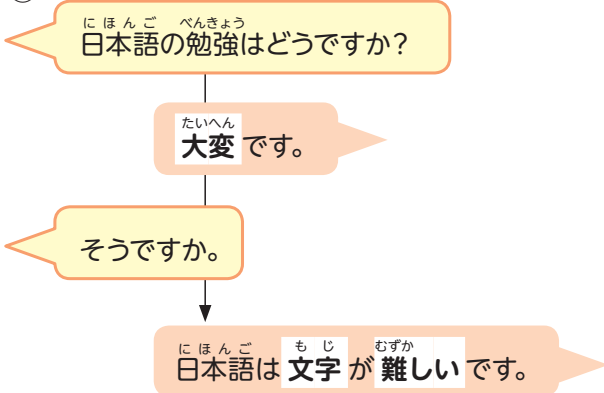 にほんご べんきょう
日本語の勉強はどうですか?
たいへん
大変です。
そうですか。
にほんご もじ むずか
日本語は文字が難しいです。